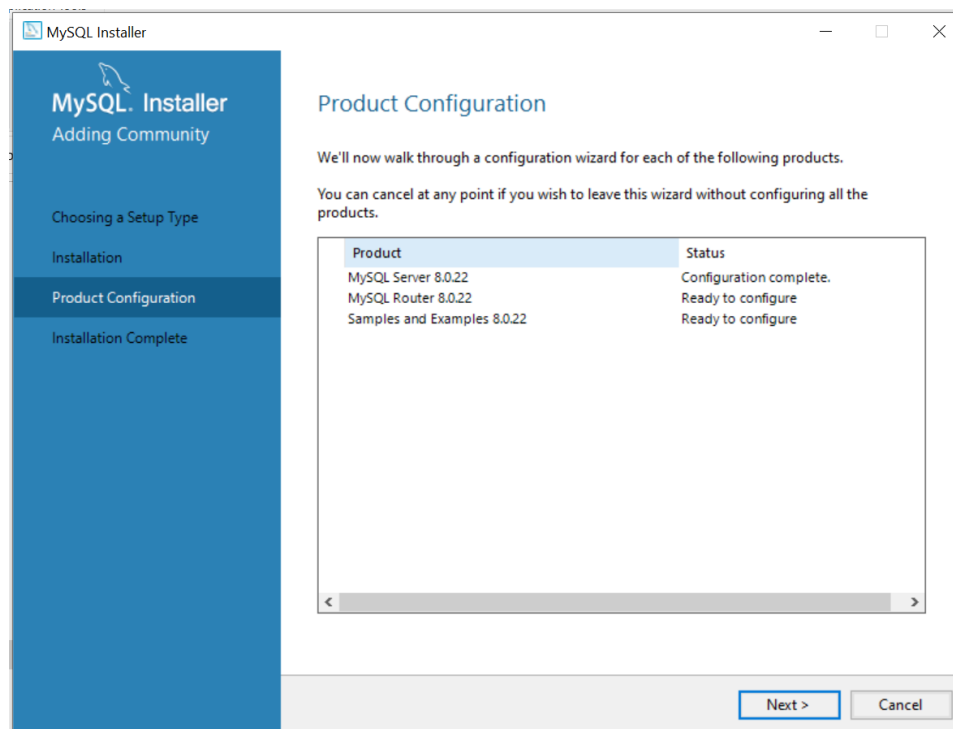 MySQL Installer
MySQL. Installer
Adding Community
Choosing a Setup Type
Installation
Product Configuration
Installation Complete
Product Configuration
We'll now walk through a configuration wizard for each of the following products.
You can cancel at any point if you wish to leave this wizard without configuring all the
products.
Product Status
MySQL Server 8.0.22 Configuration complete.
MySQL Router 8.0.22 Ready to configure
Samples and Examples 8.0.22 Ready to configure
Next >
Cancel